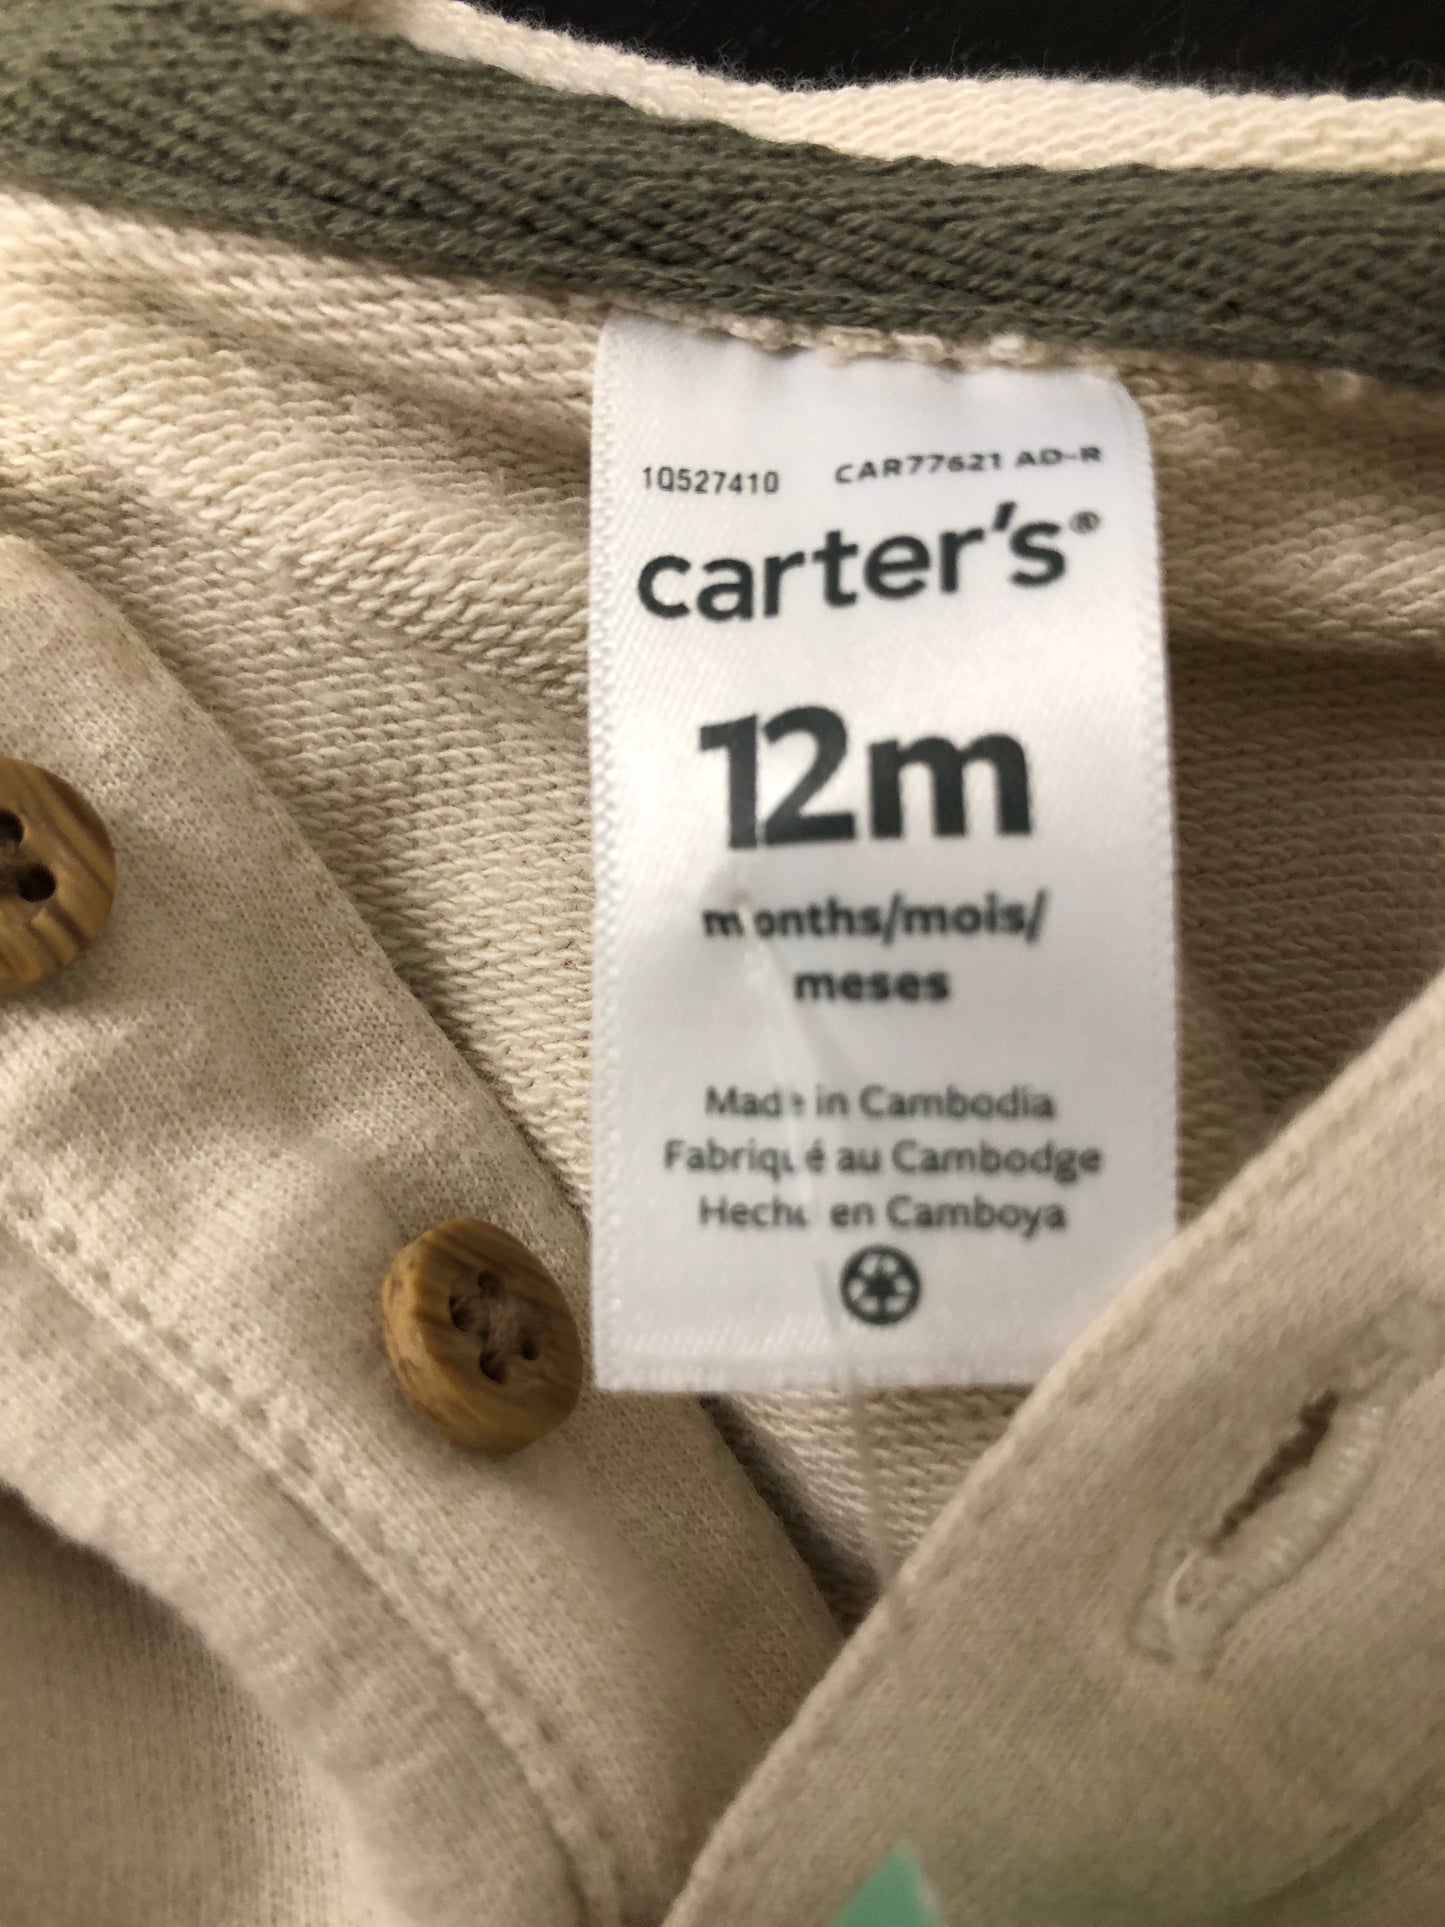 1Q527410 CAR77621 AD-R
carter's®
12m
months/mois/
meses
Made in Cambodia
Fabriqué au Cambodge
Hecho en Camboya